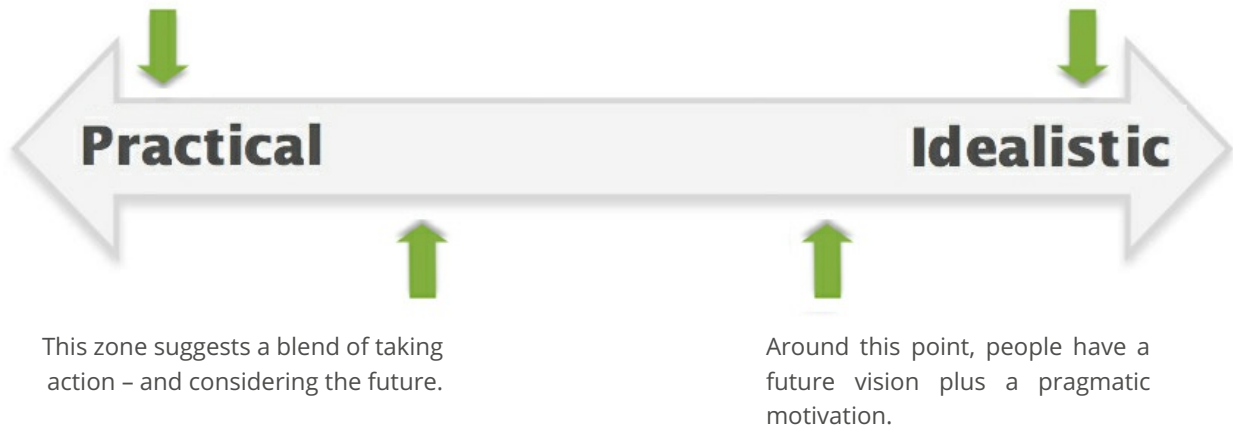 Practical
Idealistic
This zone suggests a blend of taking
action – and considering the future.
Around this point, people have a
future vision plus a pragmatic
motivation.